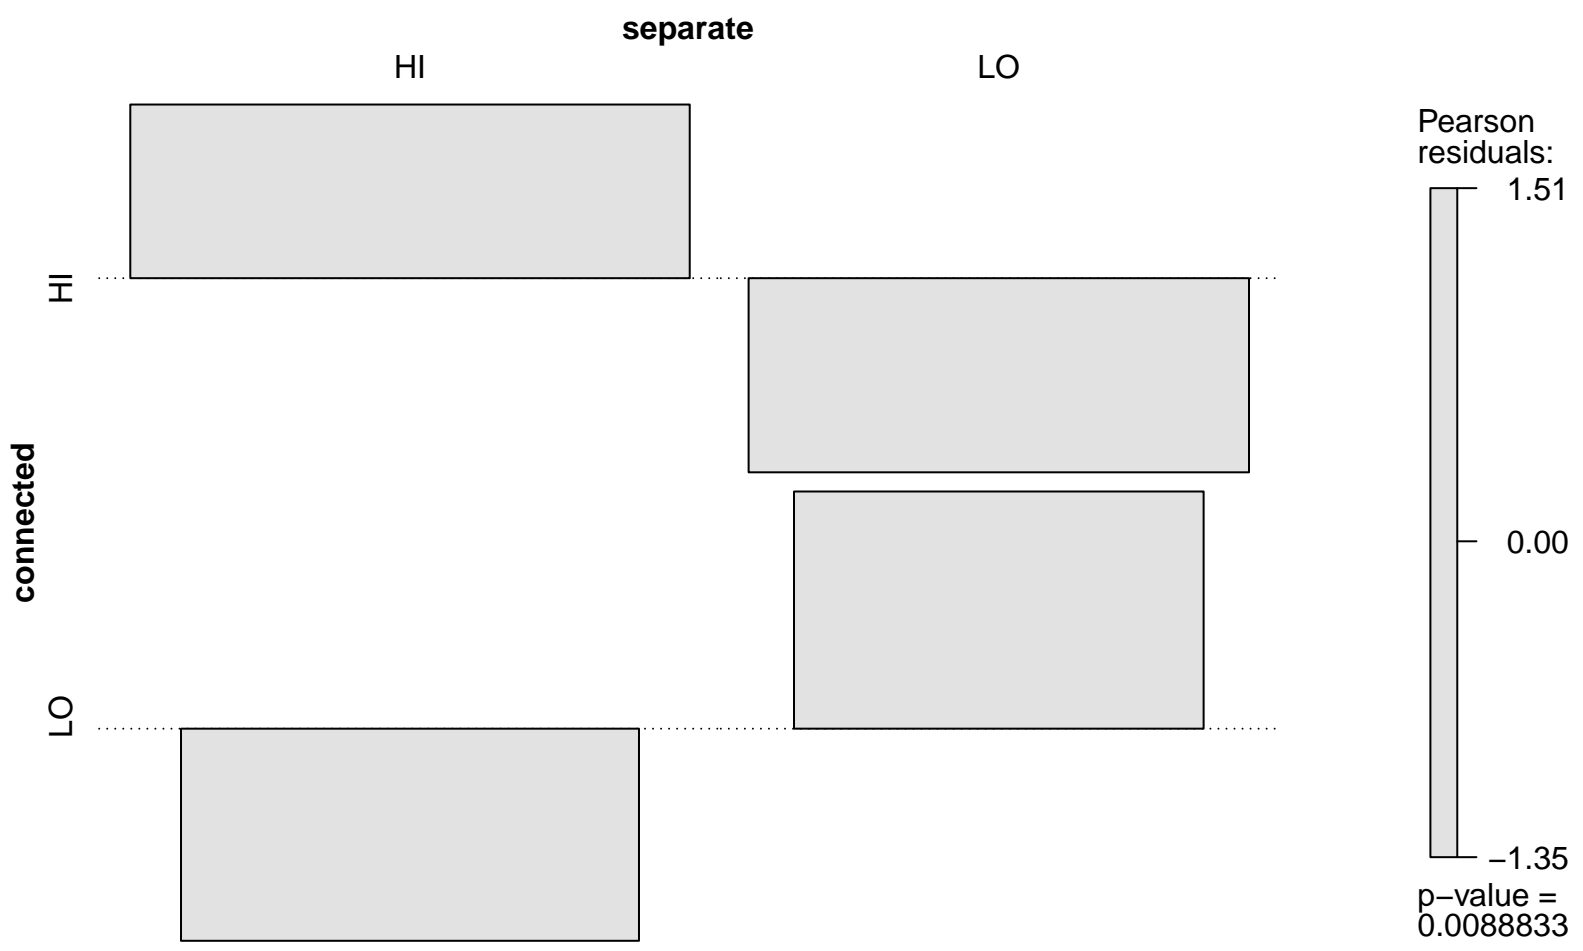 separate
HI
LO
Pearson
residuals:
1.51
HI
connected
0.00
LO
−1.35
p−value =
0.0088833